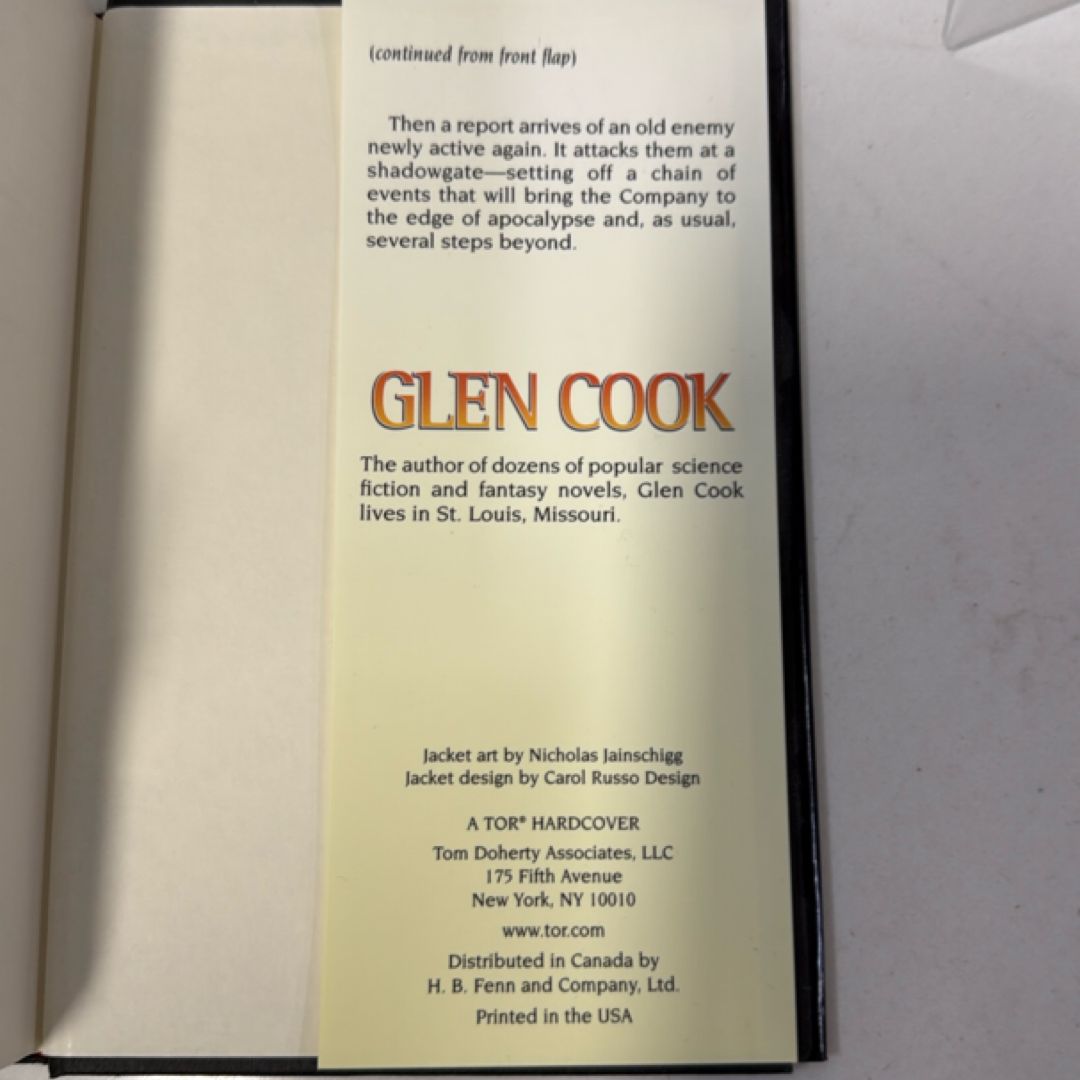 (continued from front flap)
Then a report arrives of an old enemy
newly active again. It attacks them at a
shadowgate—setting off a chain of
events that will bring the Company to
the edge of apocalypse and, as usual,
several steps beyond.
GLEN COOK
The author of dozens of popular science
fiction and fantasy novels, Glen Cook
lives in St. Louis, Missouri.
Jacket art by Nicholas Jainschigg
Jacket design by Carol Russo Design
A TOR® HARDCOVER
Tom Doherty Associates, LLC
175 Fifth Avenue
New York, NY 10010
www.tor.com
Distributed in Canada by
H. B. Fenn and Company, Ltd.
Printed in the USA